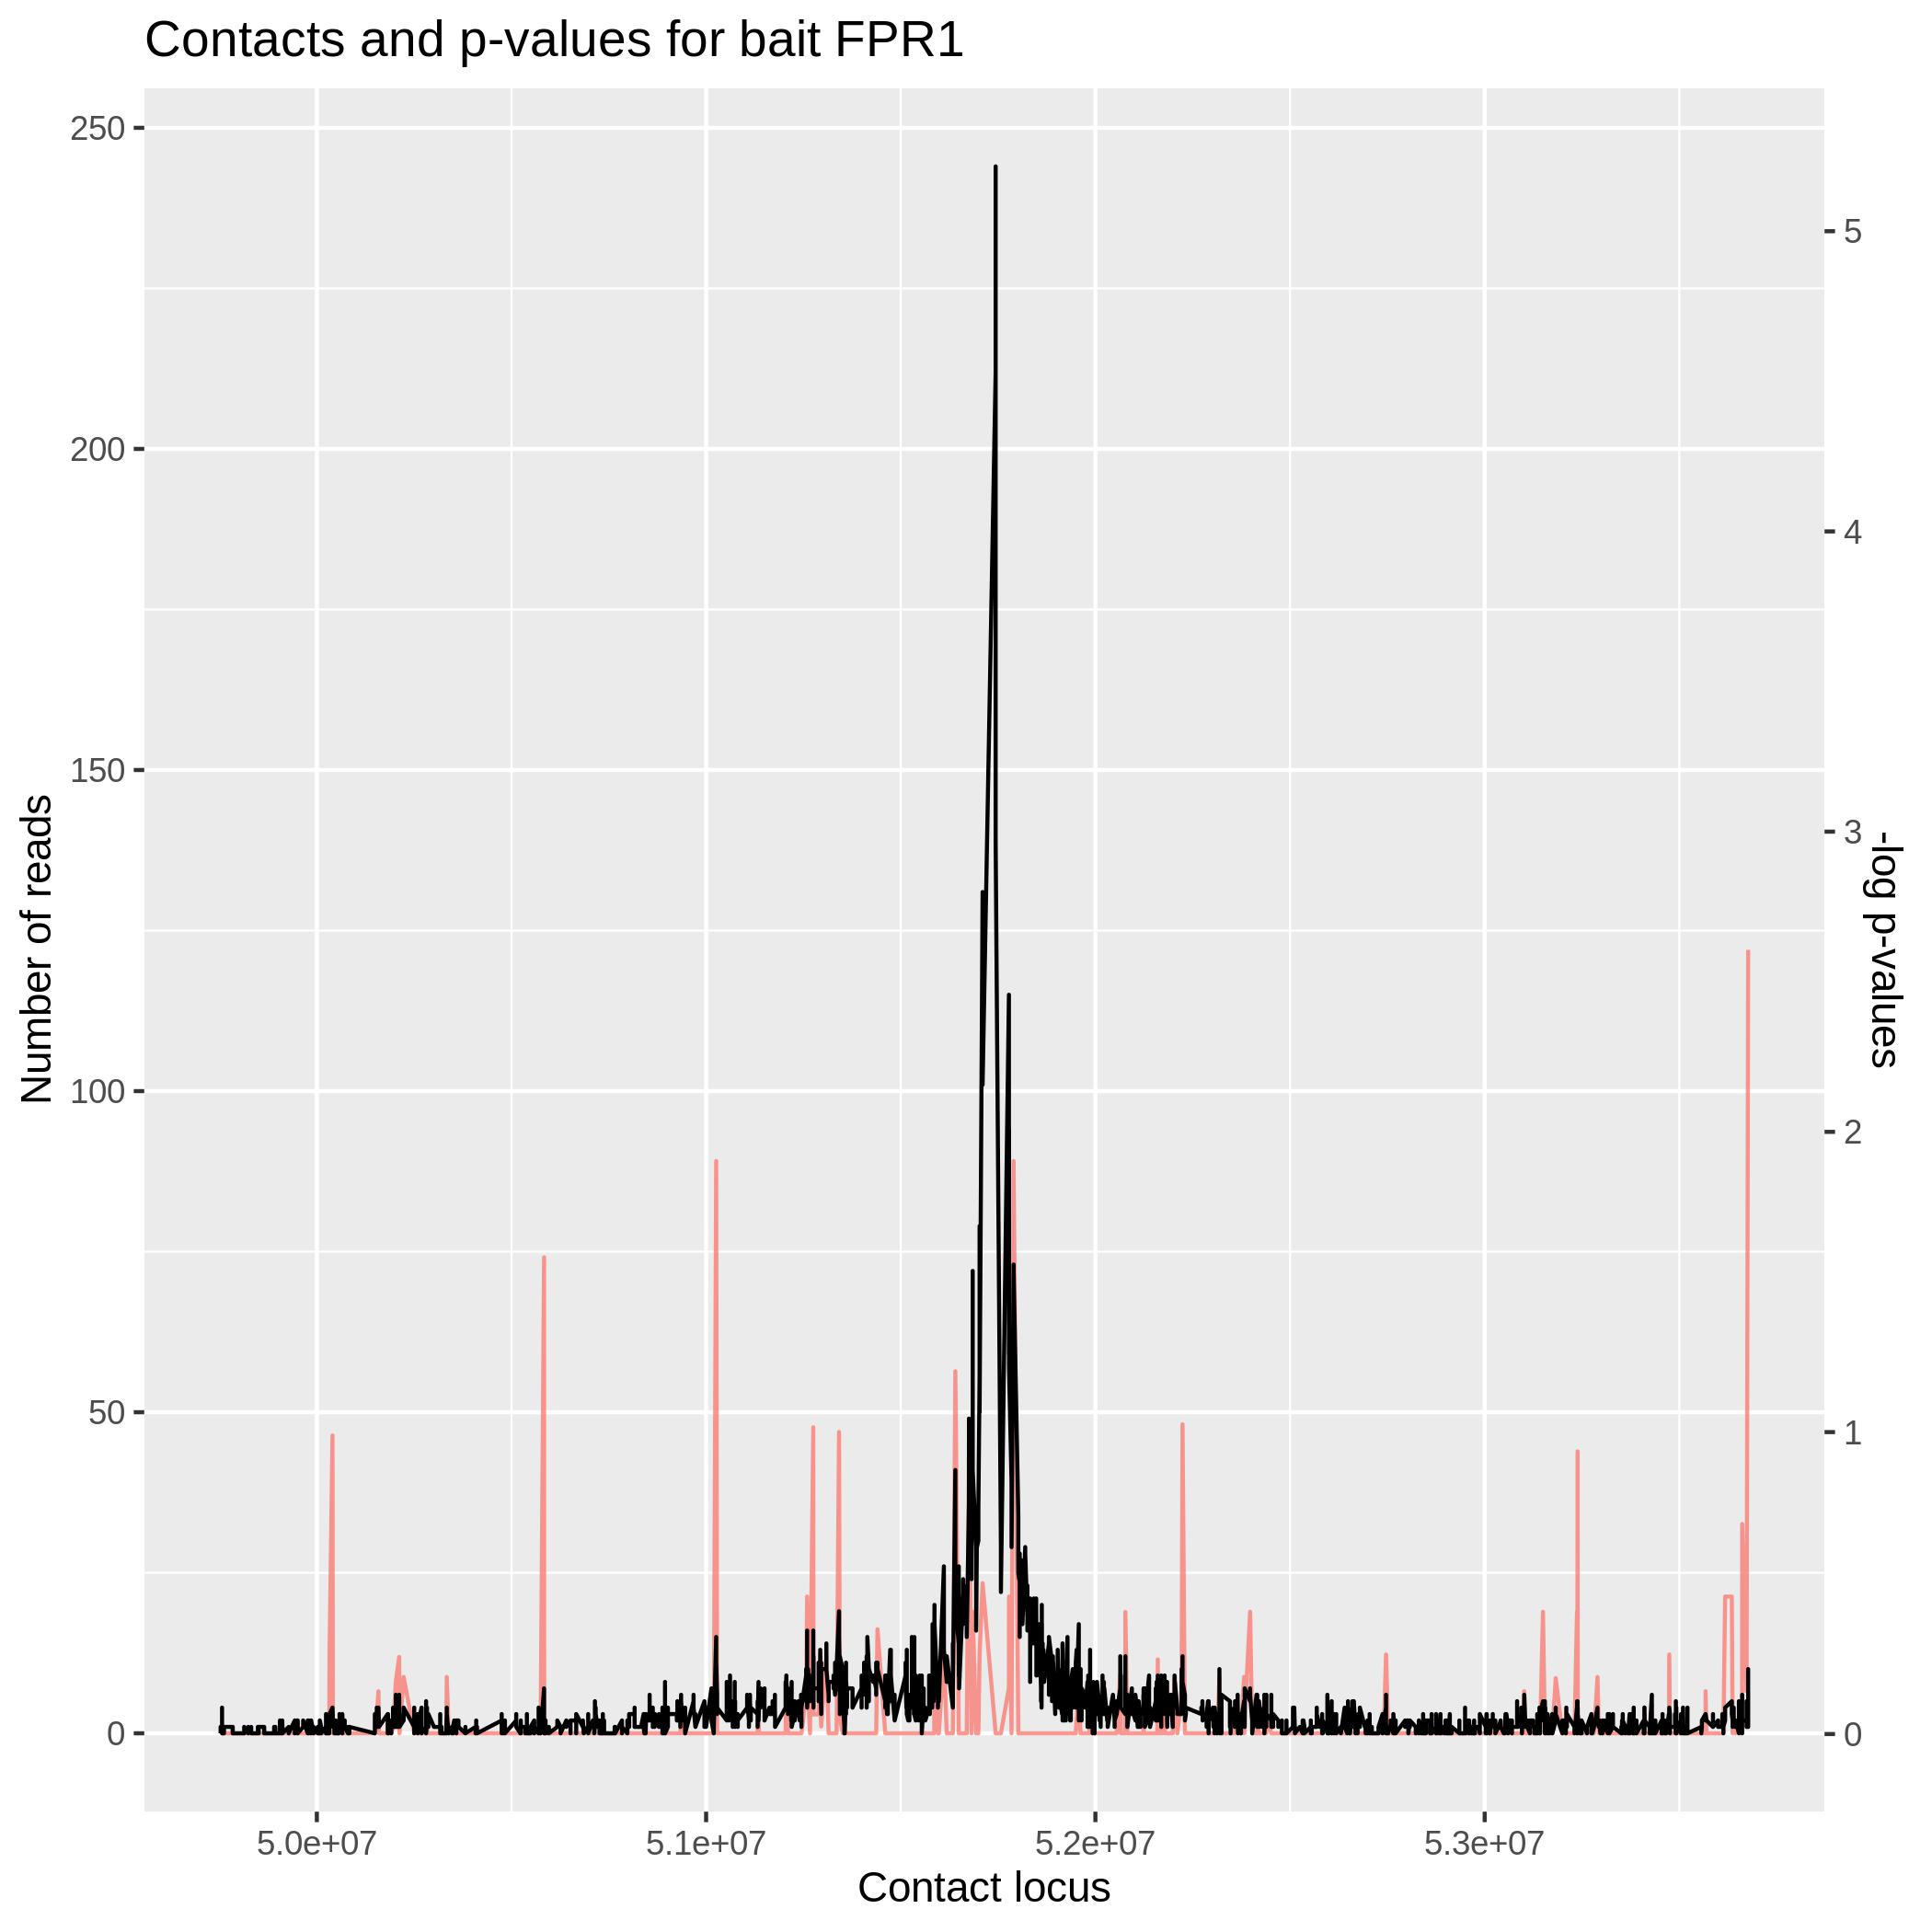 Contacts and p-values for bait FPR1
250
200
150
100
50
0
Number of reads
5
4
3
2
1
0
-log p-values
5.0e+07
5.1e+07
5.2e+07
5.3e+07
Contact locus